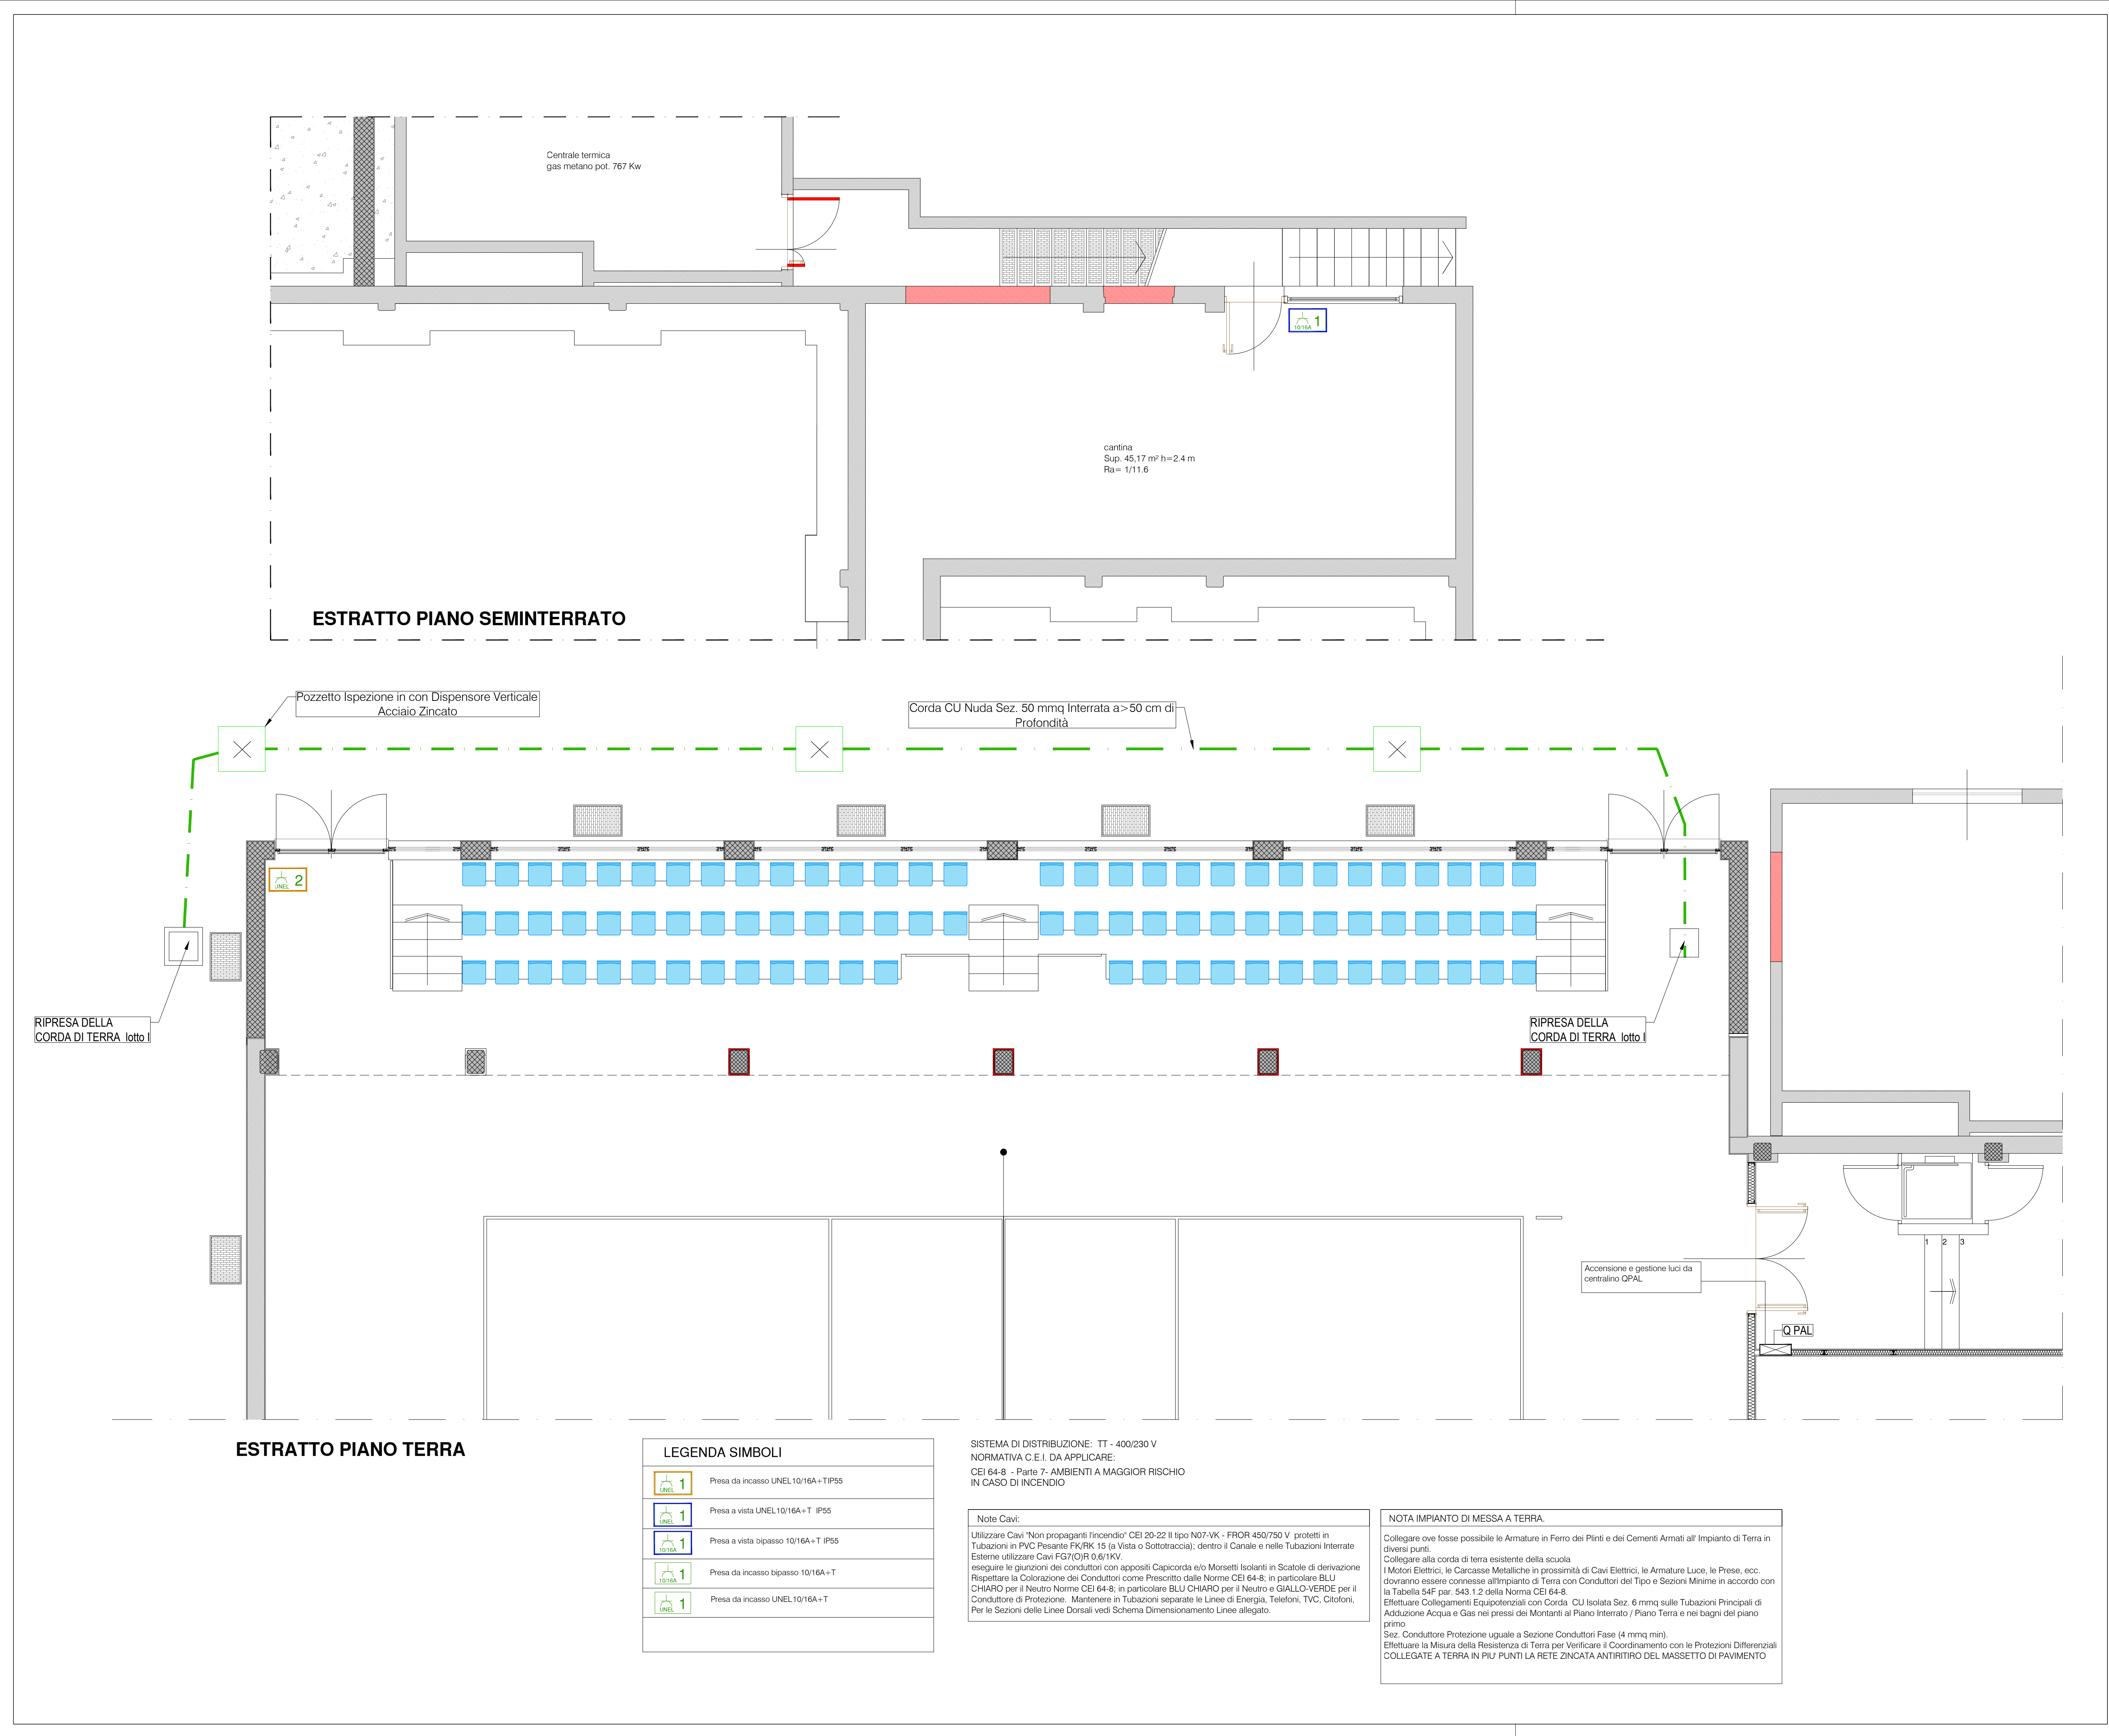 Centrale termica
gas metano pot. 767 Kw
10/16A 1
cantina
Sup. 45,17 m² h=2.4 m
Ra= 1/11.6
ESTRATTO PIANO SEMINTERRATO
Pozzetto Ispezione in con Dispensore Verticale
Acciaio Zincato
Corda CU Nuda Sez. 50 mmq Interrata a>50 cm di
Profondità
UNEL 2
RIPRESA DELLA
CORDA DI TERRA lotto I
RIPRESA DELLA
CORDA DI TERRA lotto I
1 2 3
Accensione e gestione luci da
centralino QPAL
Q PAL
ESTRATTO PIANO TERRA
LEGENDA SIMBOLI
UNEL 1 Presa da incasso UNEL10/16A+TIP55
UNEL 1 Presa a vista UNEL10/16A+T IP55
10/16A 1 Presa a vista bipasso 10/16A+T IP55
10/16A 1 Presa da incasso bipasso 10/16A+T
UNEL 1 Presa da incasso UNEL10/16A+T
SISTEMA DI DISTRIBUZIONE: TT - 400/230 V
NORMATIVA C.E.I. DA APPLICARE:
CEI 64-8 - Parte 7- AMBIENTI A MAGGIOR RISCHIO
IN CASO DI INCENDIO
Note Cavi:
Utilizzare Cavi "Non propaganti l'incendio" CEI 20-22 II tipo N07-VK - FROR 450/750 V protetti in
Tubazioni in PVC Pesante FK/RK 15 (a Vista o Sottotraccia); dentro il Canale e nelle Tubazioni Interrate
Esterne utilizzare Cavi FG7(O)R 0,6/1KV.
eseguire le giunzioni dei conduttori con appositi Capicorda e/o Morsetti Isolanti in Scatole di derivazione
Rispettare la Colorazione dei Conduttori come Prescritto dalle Norme CEI 64-8; in particolare BLU
CHIARO per il Neutro Norme CEI 64-8; in particolare BLU CHIARO per il Neutro e GIALLO-VERDE per il
Conduttore di Protezione. Mantenere in Tubazioni separate le Linee di Energia, Telefoni, TVC, Citofoni,
Per le Sezioni delle Linee Dorsali vedi Schema Dimensionamento Linee allegato.
NOTA IMPIANTO DI MESSA A TERRA.
Collegare ove fosse possibile le Armature in Ferro dei Plinti e dei Cementi Armati all' Impianto di Terra in
diversi punti.
Collegare alla corda di terra esistente della scuola
I Motori Elettrici, le Carcasse Metalliche in prossimità di Cavi Elettrici, le Armature Luce, le Prese, ecc.
dovranno essere connesse all'Impianto di Terra con Conduttori del Tipo e Sezioni Minime in accordo con
la Tabella 54F par. 543.1.2 della Norma CEI 64-8.
Effettuare Collegamenti Equipotenziali con Corda CU Isolata Sez. 6 mmq sulle Tubazioni Principali di
Adduzione Acqua e Gas nei pressi dei Montanti al Piano Interrato / Piano Terra e nei bagni del piano
primo
Sez. Conduttore Protezione uguale a Sezione Conduttori Fase (4 mmq min).
Effettuare la Misura della Resistenza di Terra per Verificare il Coordinamento con le Protezioni Differenziali
COLLEGATE A TERRA IN PIU' PUNTI LA RETE ZINCATA ANTIRITIRO DEL MASSETTO DI PAVIMENTO